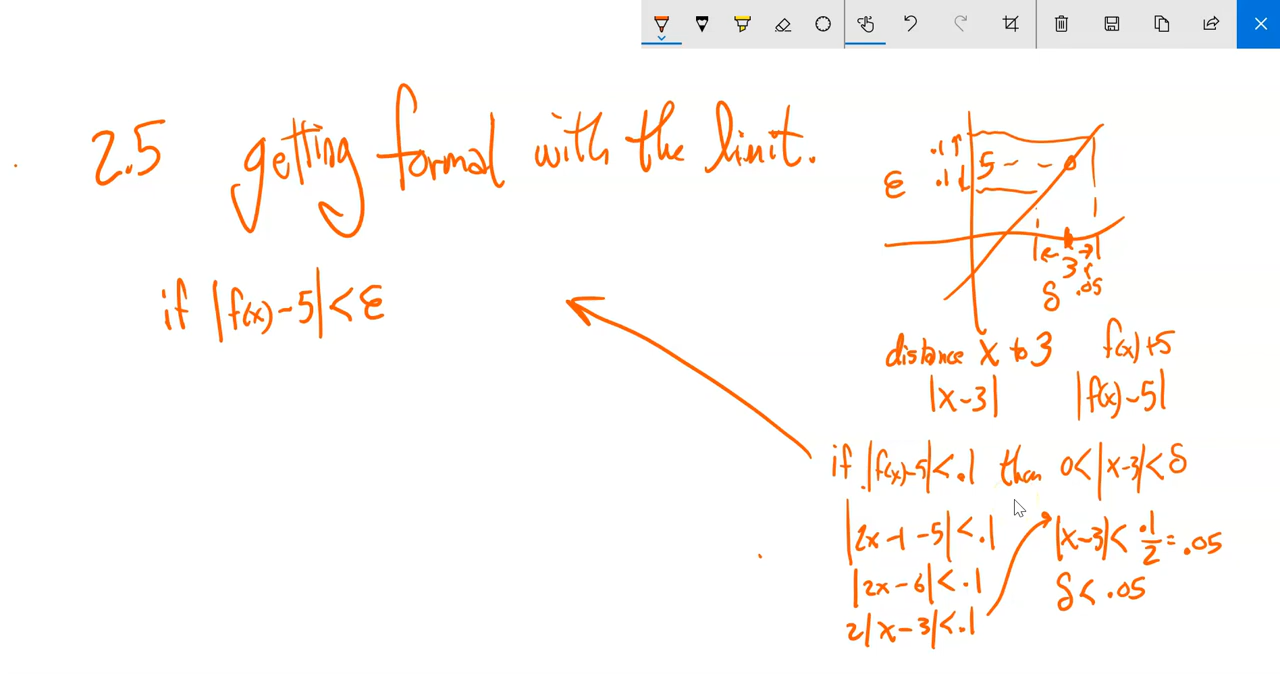 2.5 getting formal with the limit.
if |f(x)-5|<ε
ε
.1↑
.1↓
5
3
δ
.05
distance x to 3
f(x)+5
|x-3|
|f(x)-5|
if |f(x)-5|<.1 then 0<|x-3|<δ
|2x-1-5|<.1
|x-3|<.1/2=.05
|2x-6|<.1
δ<.05
2|x-3|<.1